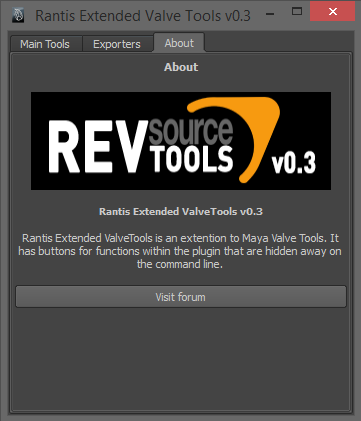 Rantis Extended Valve Tools v0.3
Main Tools Exporters About
About
REV source TOOLS v0.3
Rantis Extended ValveTools v0.3
Rantis Extended ValveTools is an extention to Maya Valve Tools. It
has buttons for functions within the plugin that are hidden away on
the command line.
Visit forum